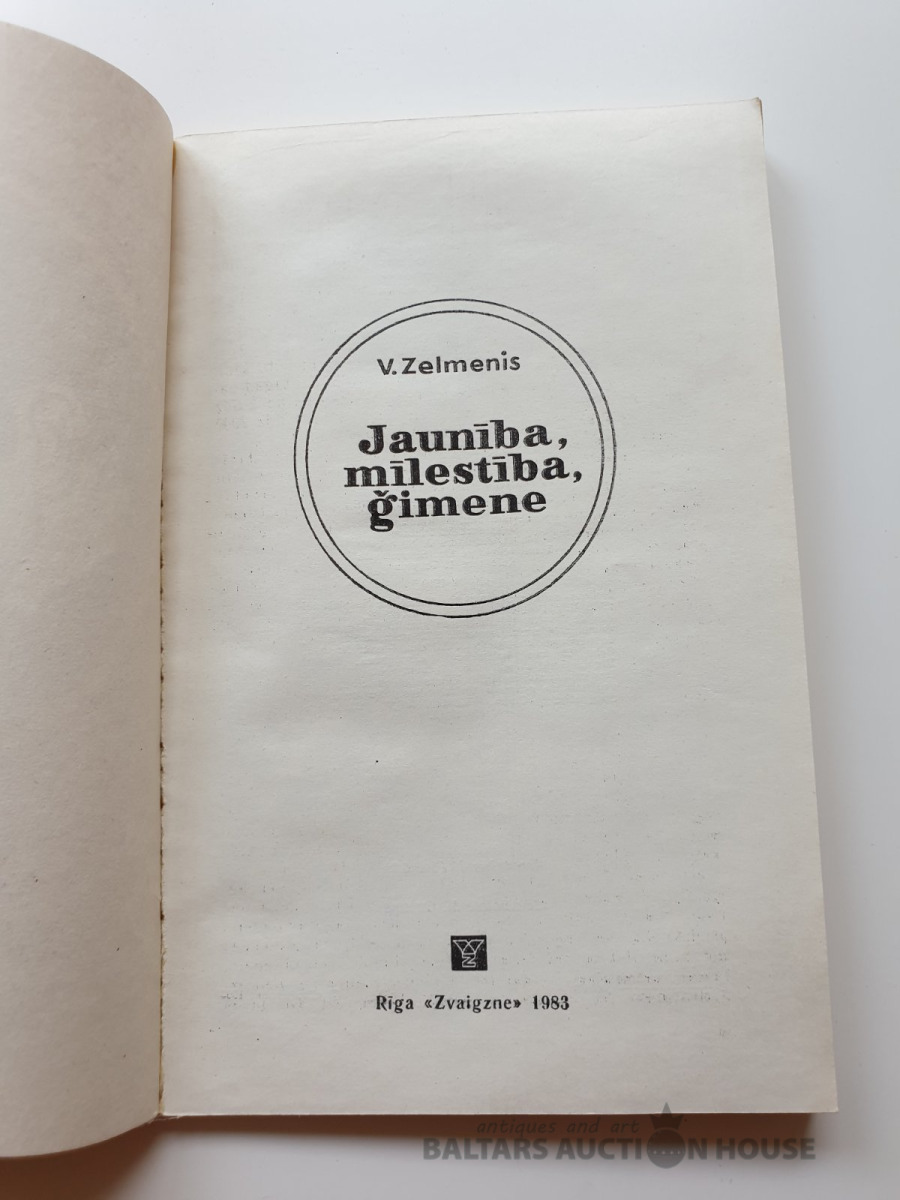 V. Zelmenis
Jaunība,
mīlestība,
ģimene
Rīga «Zvaigzne» 1983
antiques and art
BALTARS AUCTION HOUSE